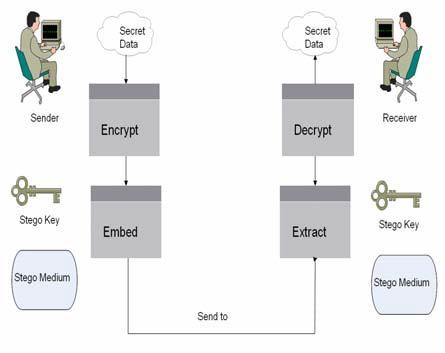 Secret
Data
Secret
Data
Sender
Encrypt
Decrypt
Receiver
Stego Key
Embed
Extract
Stego Key
Stego Medium
Stego Medium
Send to